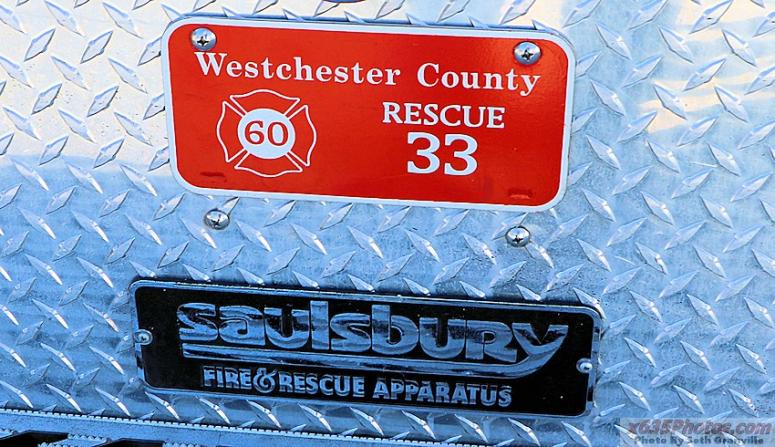 Westchester County
60
RESCUE
33
saulsbury
FIRE & RESCUE APPARATUS
x635Photos.com
Photo By Seth Granville